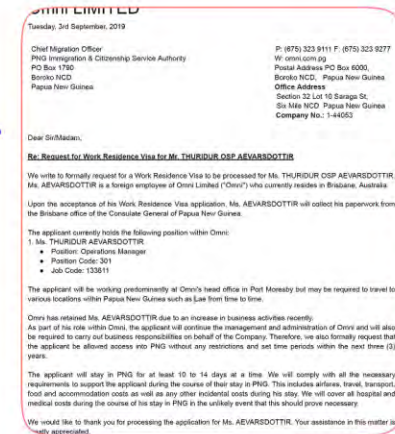 Omni LIMITED
Tuesday, 3rd September, 2019
Chief Migration Officer
PNG Immigration & Citizenship Service Authority
PO Box 1790
Boroko NCD
Papua New Guinea
P: (675) 323 9111 F: (675) 323 9277
W: omni.com.pg
Postal Address PO Box 6000,
Boroko NCD, Papua New Guinea
Office Address
Section 32 Lot 10 Saraga St,
Six Mile NCD Papua New Guinea
Company No.: 1-44053
Dear Sir/Madam,
Re: Request for Work Residence Visa for Mr. THURIDUR OSP AEVARSDOTTIR
We write to formally request for a Work Residence Visa to be processed for Ms. THURIDUR OSP AEVARSDOTTIR.
Ms. AEVARSDOTTIR is a foreign employee of Omni Limited ("Omni") who currently resides in Brisbane, Australia.
Upon the acceptance of his Work Residence Visa application, Ms. AEVARSDOTTIR will collect his paperwork from
the Brisbane office of the Consulate General of Papua New Guinea.
The applicant currently holds the following position within Omni:
1. Ms. THURIDUR AEVARSDOTTIR
• Position: Operations Manager
• Position Code: 301
• Job Code: 133611
The applicant will be working predominantly at Omni's head office in Port Moresby but may be required to travel to
various locations within Papua New Guinea such as Lae from time to time.
Omni has retained Ms. AEVARSDOTTIR due to an increase in business activities recently.
As part of his role within Omni, the applicant will continue the management and administration of Omni and will also
be required to carry out business responsibilities on behalf of the Company. Therefore, we also formally request that
the applicant be allowed access into PNG without any restrictions and set time periods within the next three (3)
years.
The applicant will stay in PNG for at least 10 to 14 days at a time. We will comply with all the necessary
requirements to support the applicant during the course of their stay in PNG. This includes airfares, travel, transport,
food and accommodation costs as well as any other incidental costs during his stay. We will cover all hospital and
medical costs during the course of his stay in PNG in the unlikely event that this should prove necessary.
We would like to thank you for processing the application for Ms. AEVARSDOTTIR. Your assistance in this matter is
greatly appreciated.